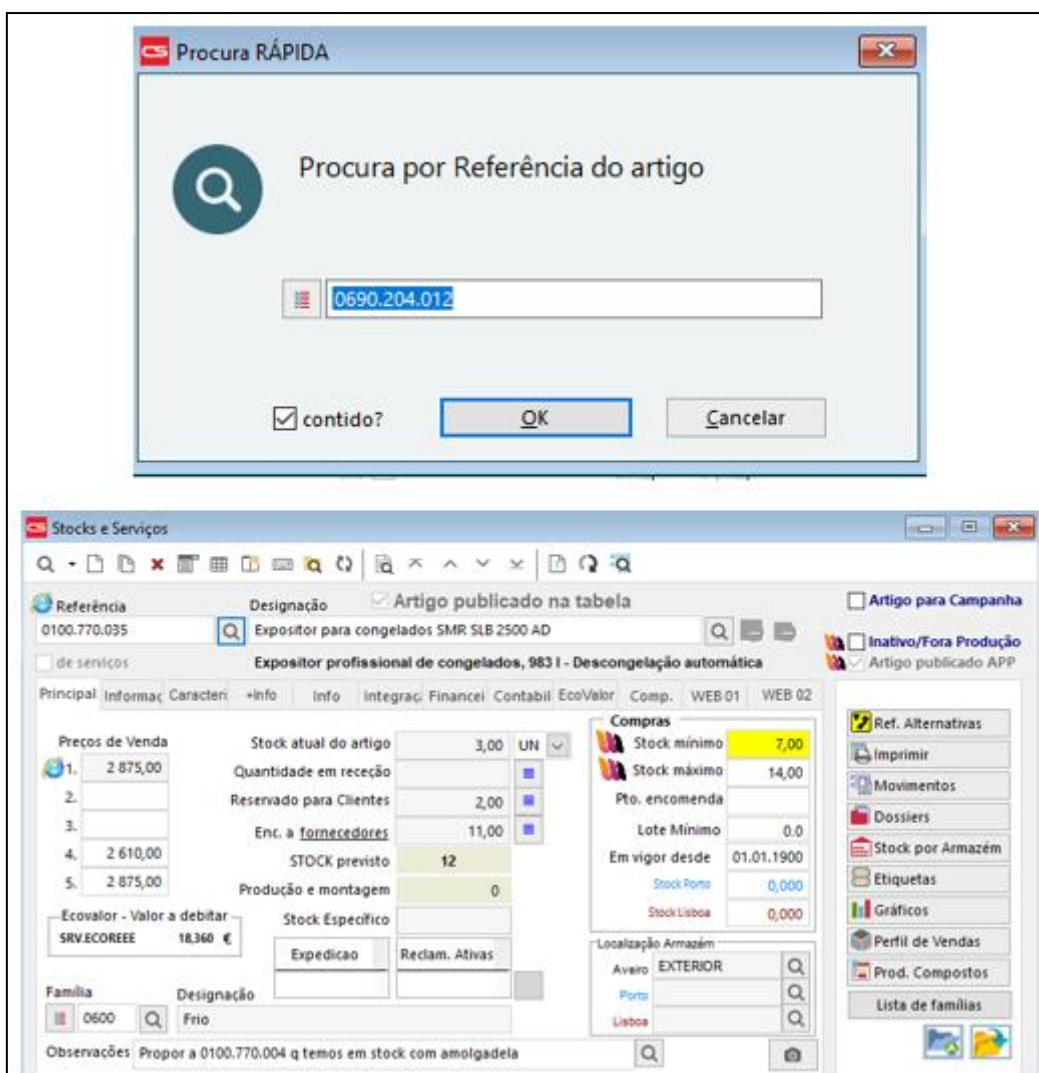 CS Procura RÁPIDA
Procura por Referência do artigo
0690.204.012
contido? OK Cancelar
CS Stocks e Serviços
Referência Designação Artigo publicado na tabela Artigo para Campanha
0100.770.035 Expositor para congelados SMR SLB 2500 AD
Inativo/Fora Produção
de serviços Expositor profissional de congelados, 983 l - Descongelação automática Artigo publicado APP
Principal Informaç Caracteri +Info Info Integraç Financei Contabil EcoValor Comp. WEB 01 WEB 02
Compras
Preços de Venda Stock atual do artigo 3,00 UN Stock mínimo 7,00 Ref. Alternativas
1. 2 875,00 Quantidade em receção Stock máximo 14,00 Imprimir
2. Reservado para Clientes 2,00 Pto. encomenda Movimentos
3. Enc. a fornecedores 11,00 Lote Mínimo 0.0 Dossiers
4. 2 610,00 STOCK previsto 12 Em vigor desde 01.01.1900 Stock por Armazém
5. 2 875,00 Produção e montagem 0 Stock Porto 0,000 Etiquetas
Ecovalor - Valor a debitar Stock Específico Stock Lisboa 0,000 Gráficos
SRV.ECOREEE 18,360 € Expedicao Reclam. Ativas Localização Armazém Perfil de Vendas
Aveiro EXTERIOR Prod. Compostos
Família Designação Porto Lista de famílias
0600 Frio Lisboa
Observações Propor a 0100.770.004 q temos em stock com amolgadela